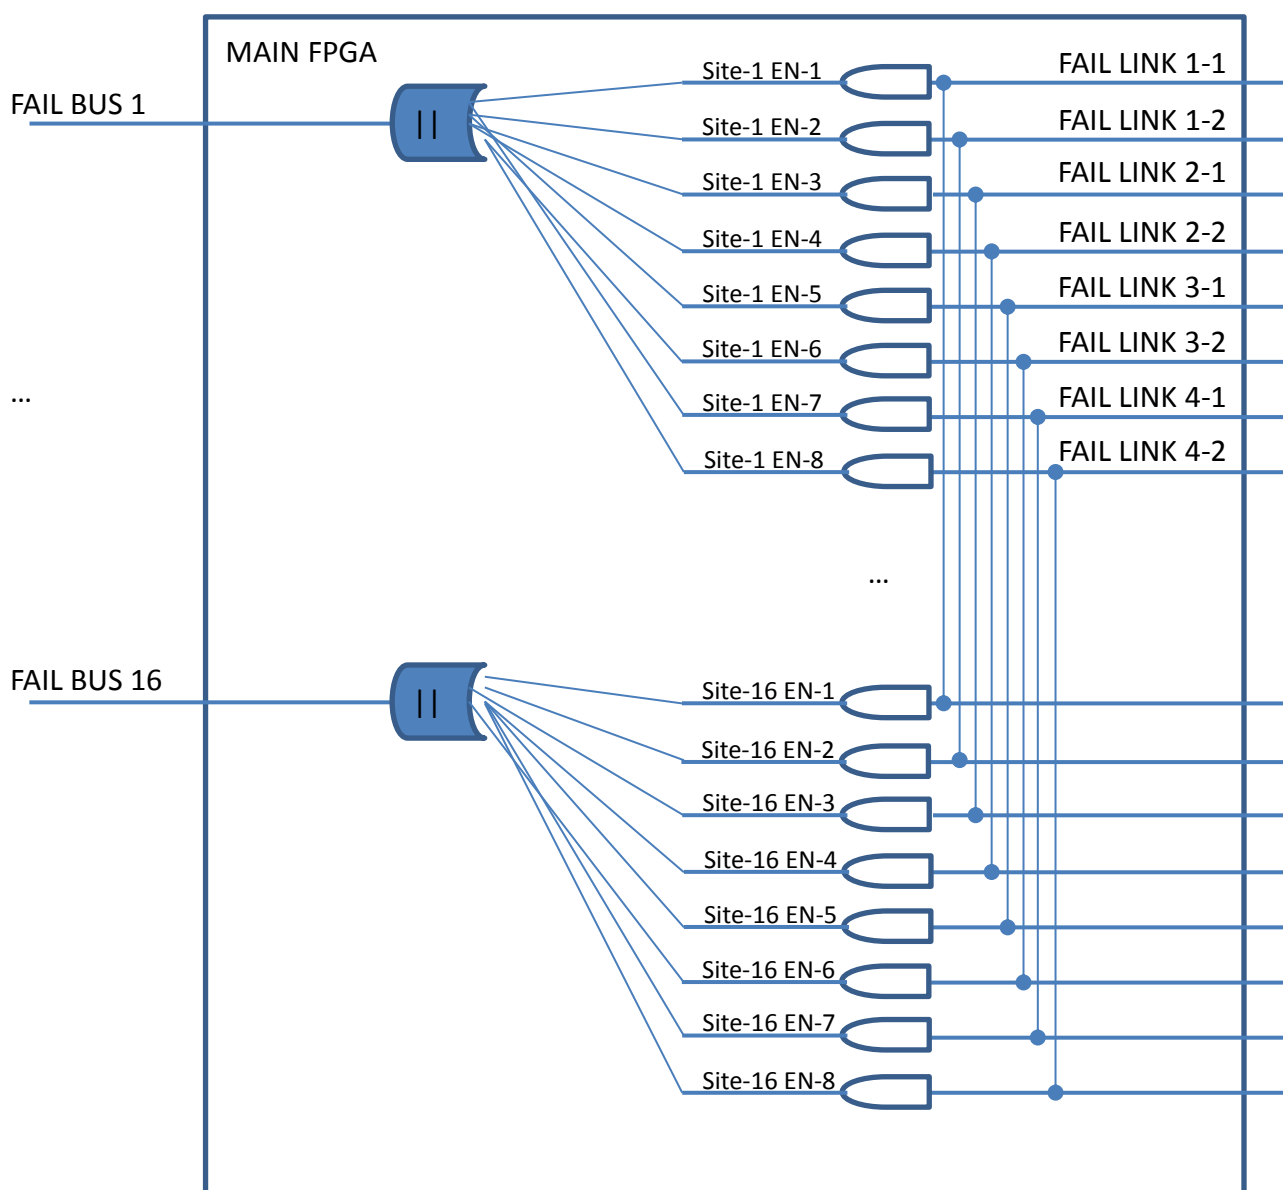 MAIN FPGA
FAIL BUS 1
||
Site-1 EN-1
FAIL LINK 1-1
Site-1 EN-2
FAIL LINK 1-2
Site-1 EN-3
FAIL LINK 2-1
Site-1 EN-4
FAIL LINK 2-2
Site-1 EN-5
FAIL LINK 3-1
Site-1 EN-6
FAIL LINK 3-2
...
Site-1 EN-7
FAIL LINK 4-1
Site-1 EN-8
FAIL LINK 4-2
...
FAIL BUS 16
||
Site-16 EN-1
Site-16 EN-2
Site-16 EN-3
Site-16 EN-4
Site-16 EN-5
Site-16 EN-6
Site-16 EN-7
Site-16 EN-8